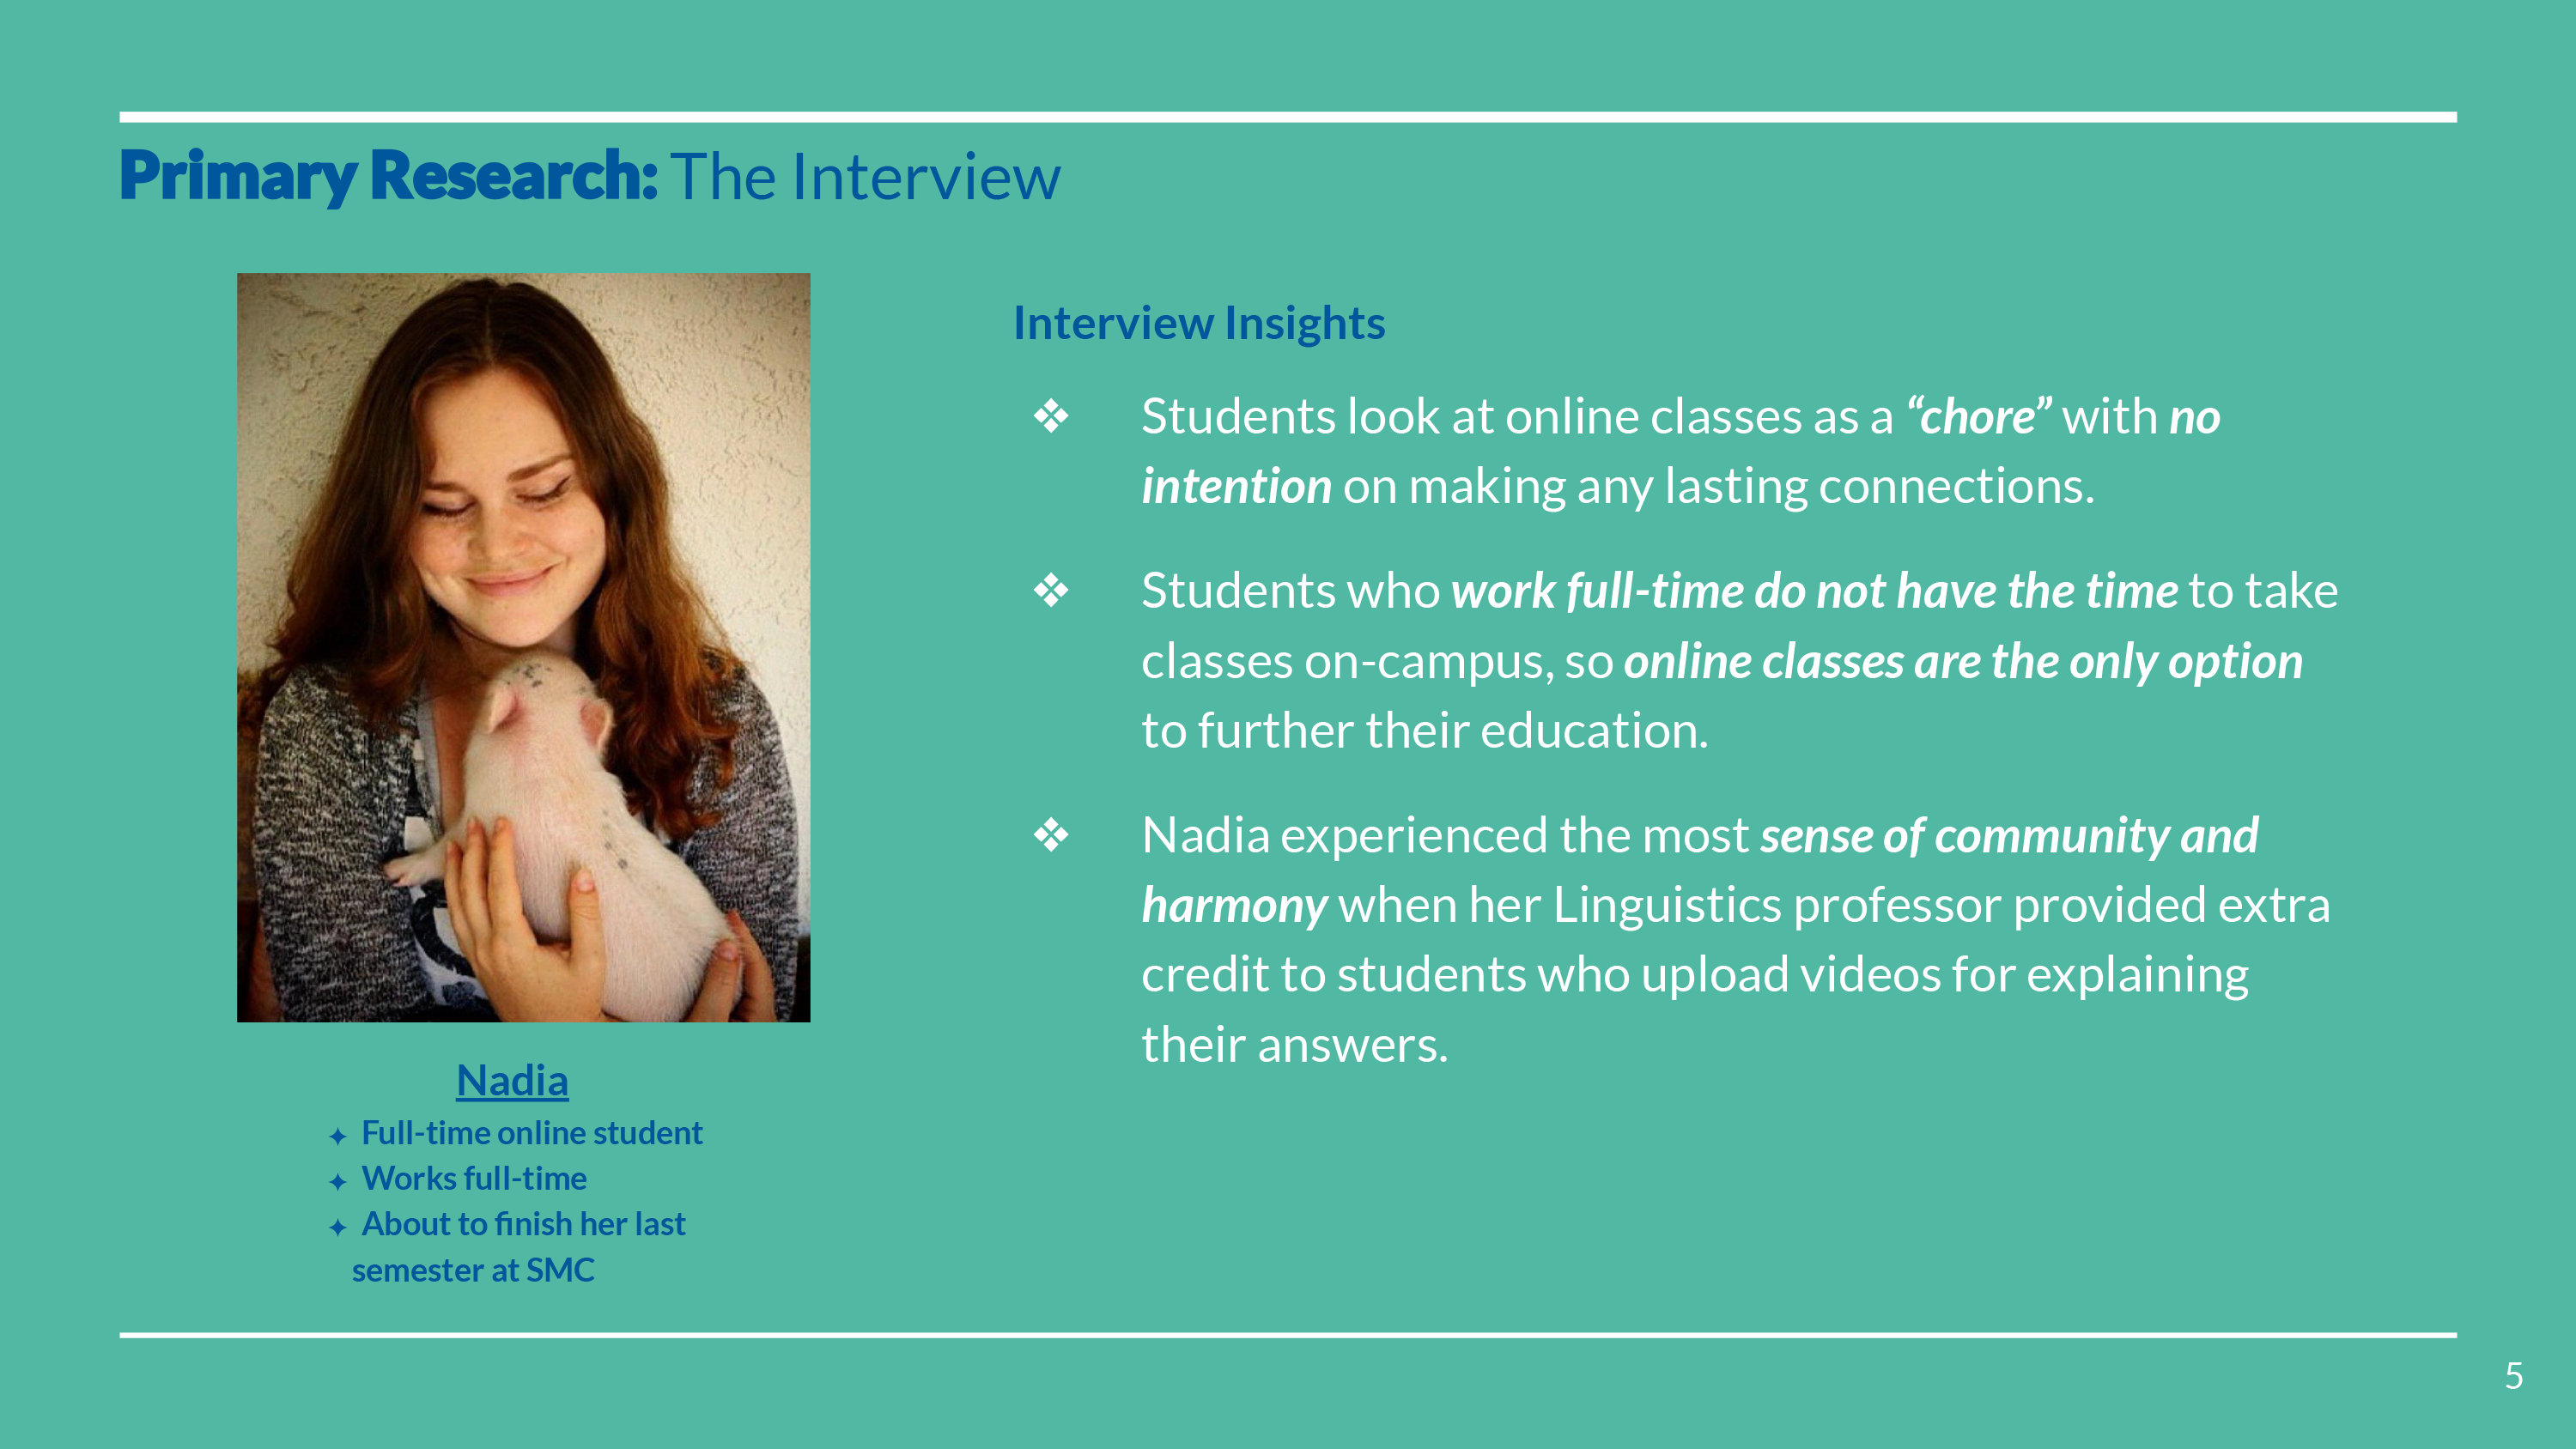 Primary Research: The Interview
Interview Insights
❖ Students look at online classes as a “chore” with no
intention on making any lasting connections.
❖ Students who work full-time do not have the time to take
classes on-campus, so online classes are the only option
to further their education.
❖ Nadia experienced the most sense of community and
harmony when her Linguistics professor provided extra
credit to students who upload videos for explaining
their answers.
Nadia
✦ Full-time online student
✦ Works full-time
✦ About to finish her last
semester at SMC
5